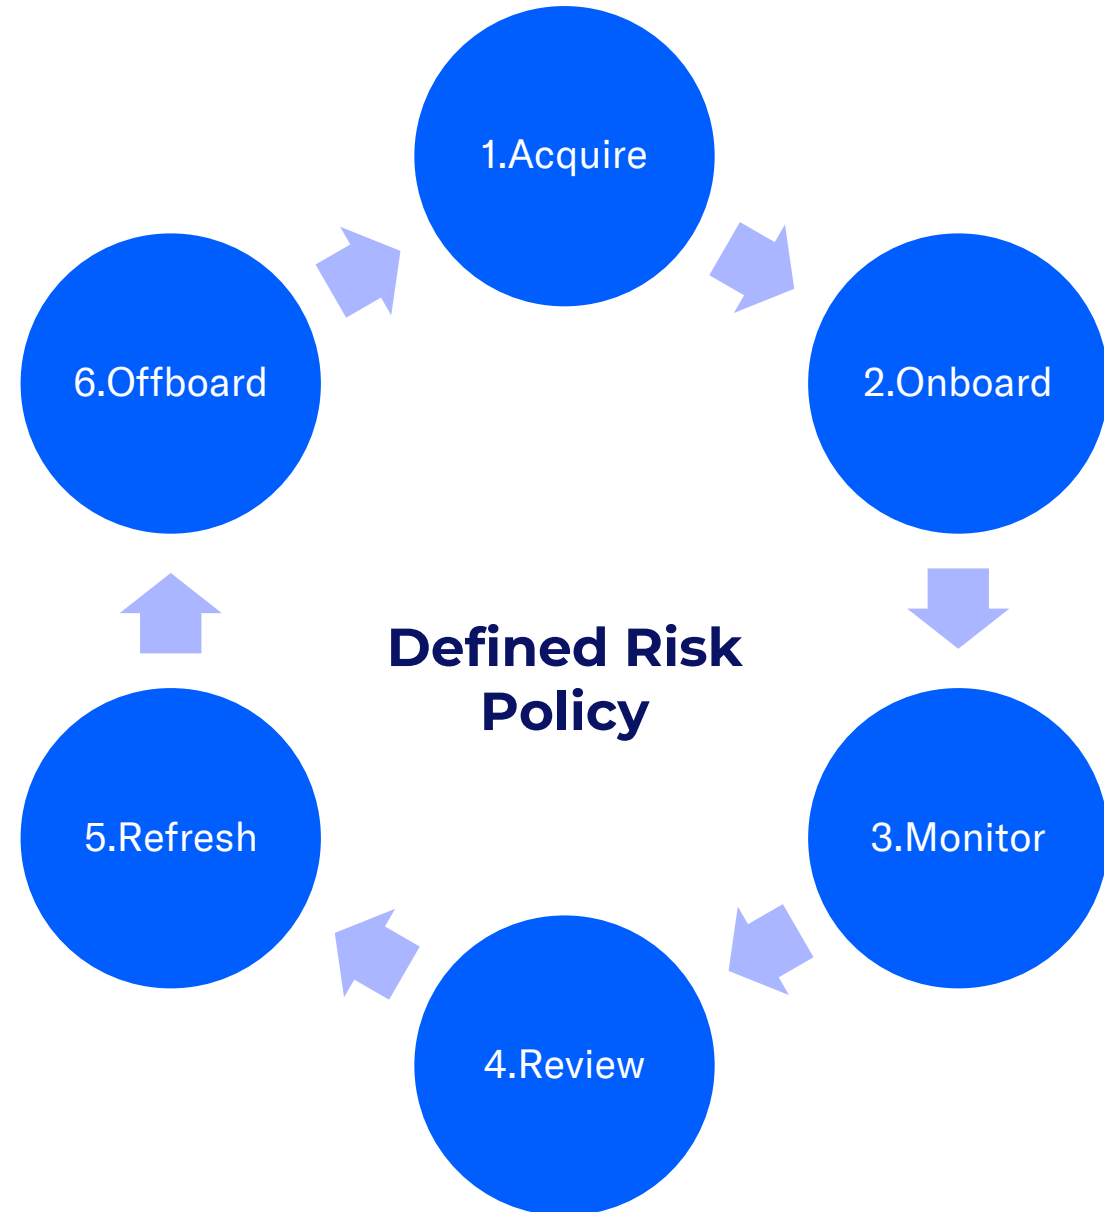 1.Acquire
2.Onboard
3.Monitor
4.Review
5.Refresh
6.Offboard
Defined Risk
Policy